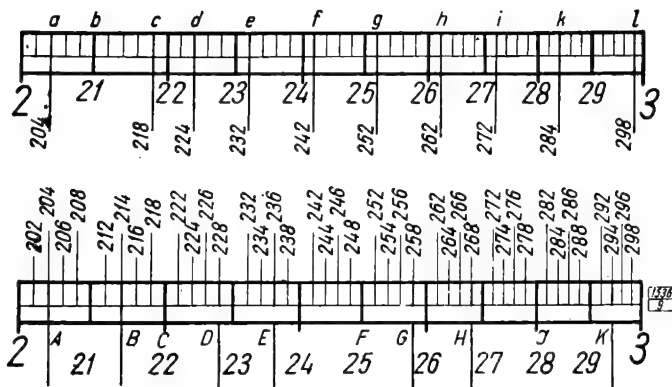 a b c d e f g h i k l
2 21 22 23 24 25 26 27 28 29 3
204 218 224 232 242 252 262 272 284 298
202 204 206 208 212 214 216 218 222 224 226 228 232 234 236 238 242 244 246 248 252 254 256 258 262 264 266 268 272 274 276 278 282 284 286 288 292 294 296 298
1336
9
2 A 21 B C 22 D 23 E 24 25 F G 26 H 27 J 28 29 K 3